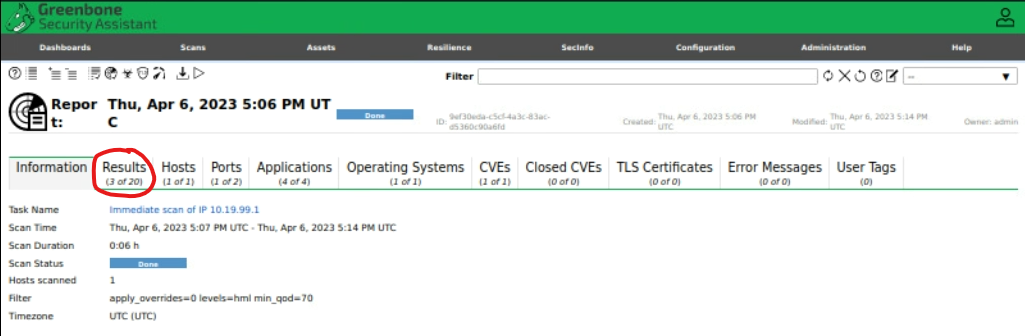 Greenbone
Security Assistant
Dashboards Scans Assets Resilience SecInfo Configuration Administration Help
Filter --
Repor Thu, Apr 6, 2023 5:06 PM UT
t: C
Done
ID: 9ef30eda-c5cf-4a3c-83ac-
d5360c90a6fd
Created: Thu, Apr 6, 2023 5:06 PM
UTC
Modified: Thu, Apr 6, 2023 5:14 PM
UTC
Owner: admin
Information Results Hosts Ports Applications Operating Systems CVEs Closed CVEs TLS Certificates Error Messages User Tags
(3 of 20) (1 of 1) (1 of 2) (4 of 4) (1 of 1) (1 of 1) (0 of 0) (0 of 0) (0 of 0) (0)
Task Name Immediate scan of IP 10.19.99.1
Scan Time Thu, Apr 6, 2023 5:07 PM UTC - Thu, Apr 6, 2023 5:14 PM UTC
Scan Duration 0:06 h
Scan Status Done
Hosts scanned 1
Filter apply_overrides=0 levels=hml min_qod=70
Timezone UTC (UTC)